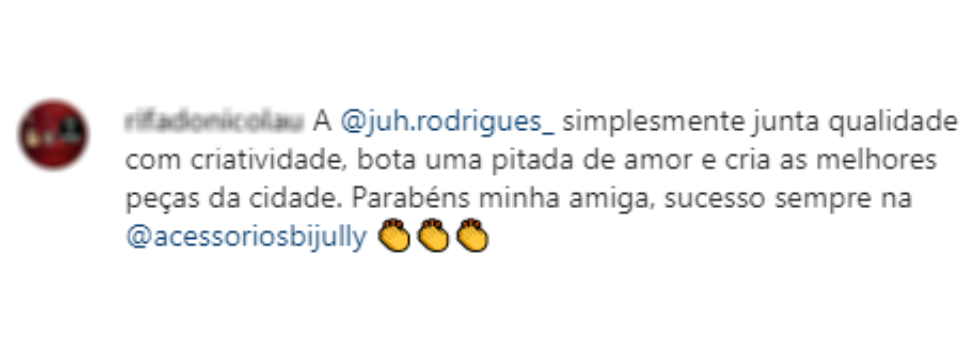 A @juh.rodrigues_ simplesmente junta qualidade
com criatividade, bota uma pitada de amor e cria as melhores
peças da cidade. Parabéns minha amiga, sucesso sempre na
@acessoriosbijully 👏👏👏